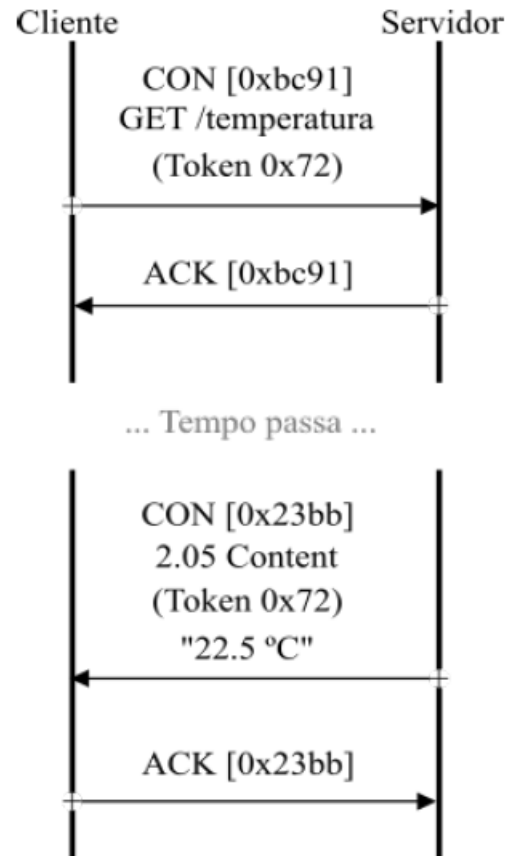 Cliente
Servidor
CON [0xbc91]
GET /temperatura
(Token 0x72)
ACK [0xbc91]
... Tempo passa ...
CON [0x23bb]
2.05 Content
(Token 0x72)
"22.5 ºC"
ACK [0x23bb]